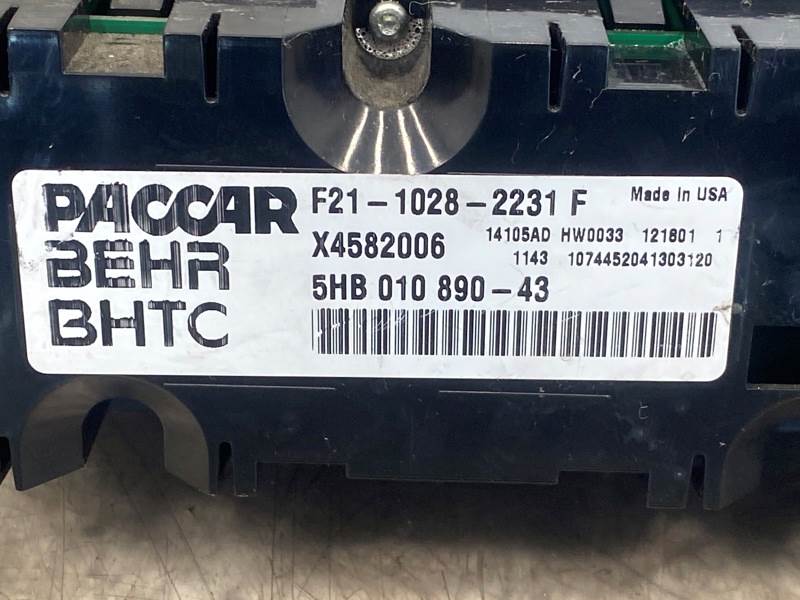 PACCAR
BEHR
BHTC
F21-1028-2231 F
Made in USA
X4582006
14105AD HW0033 121601 1
1143 1074452041303120
5HB 010 890-43